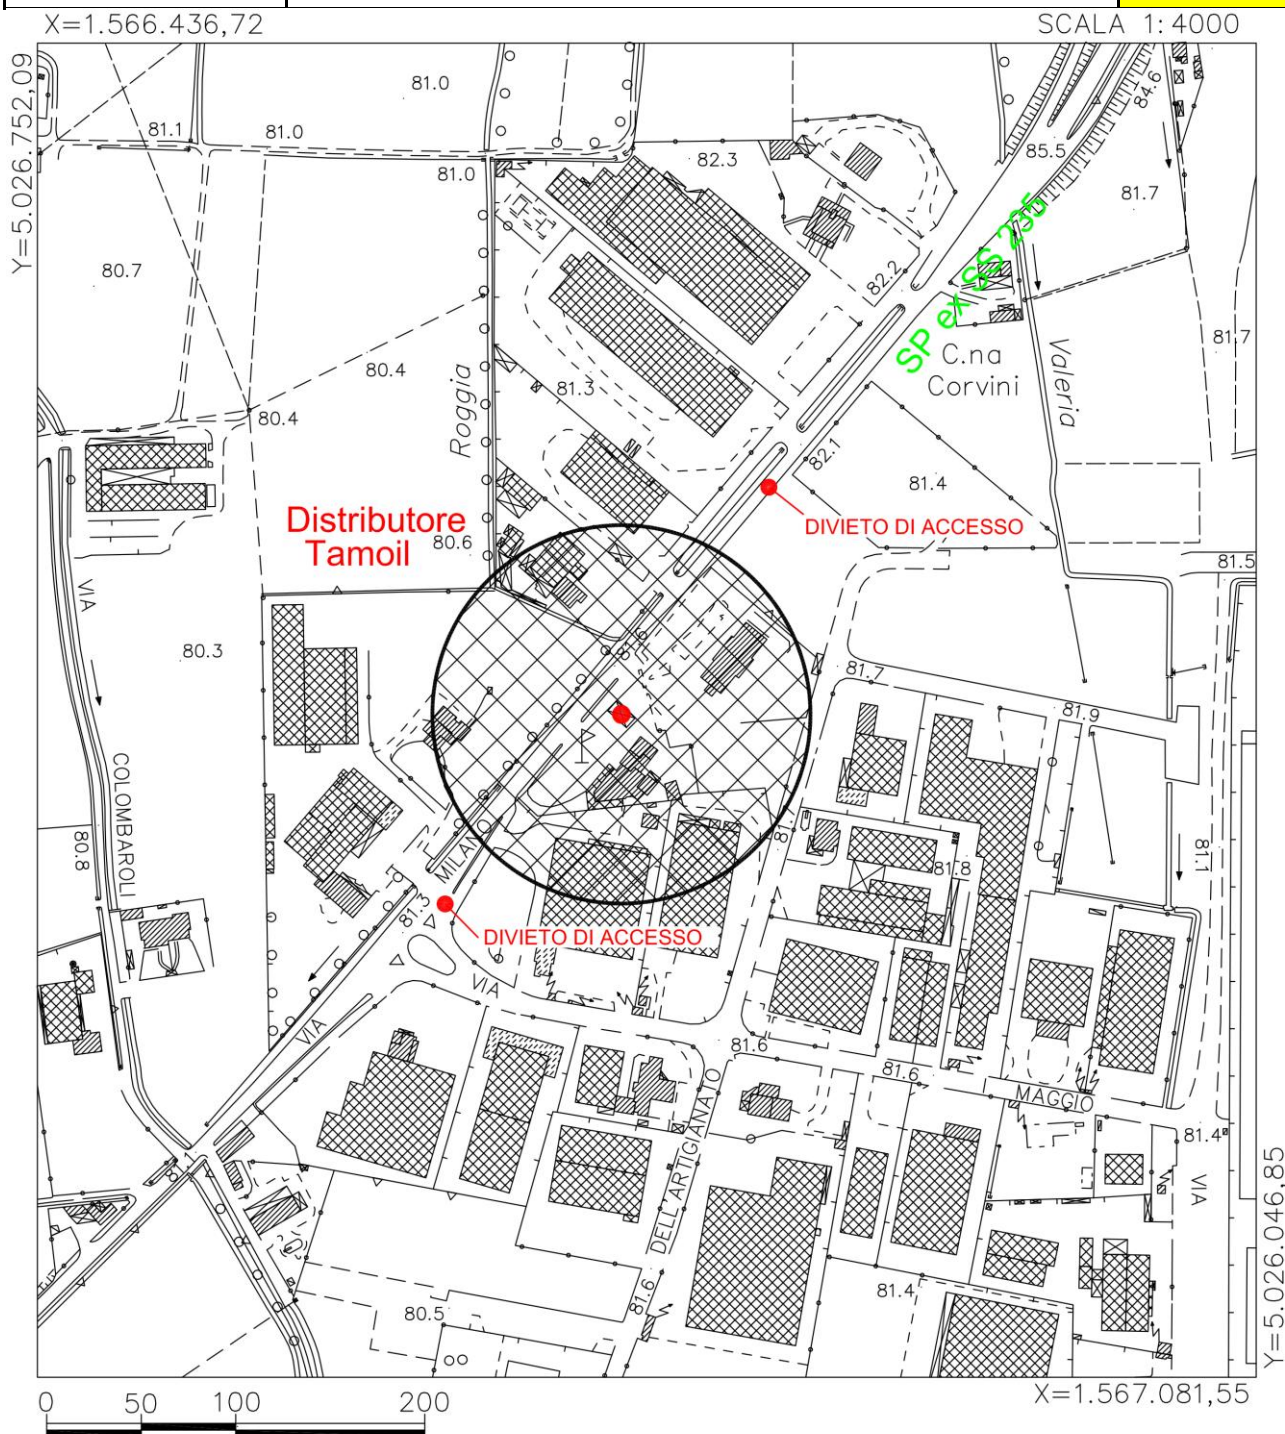 X=1.566.436,72
SCALA 1:4000
Y=5.026.752,09
81.0
84.6
81.1
81.0
85.5
82.3
81.0
81.7
SP ex SS 235
80.7
82.2
81.7
C.na
Corvini
Valeria
80.4
81.3
Roggia
80.4
82.1
81.4
Distributore
Tamoil
DIVIETO DI ACCESSO
80.6
81.5
VIA
80.3
81.7
81.9
COLOMBAROLI
80.8
MILANO
81.8
81.1
81.3
DIVIETO DI ACCESSO
VIA
VIA
81.6
81.6
MAGGIO
81.4
DELL'ARTIGIANATO
VIA
81.6
80.5
81.4
Y=5.026.046,85
X=1.567.081,55
0 50 100 200